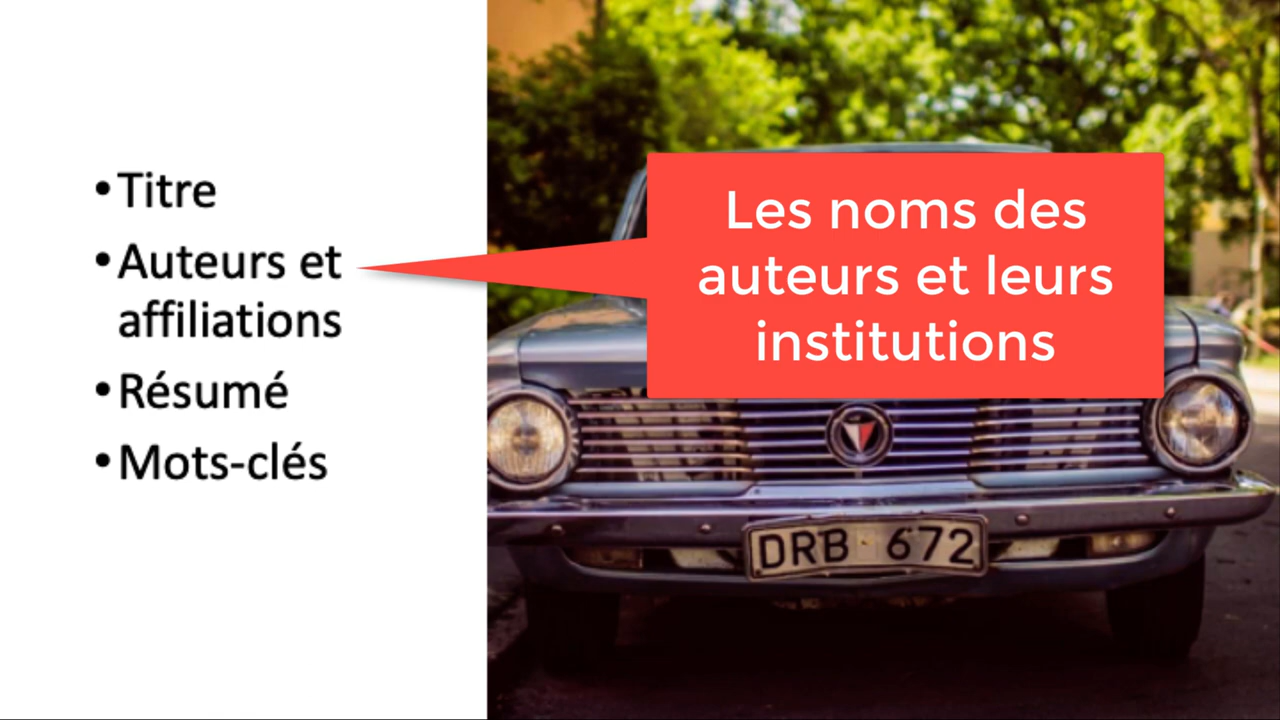 • Titre
• Auteurs et
affiliations
• Résumé
• Mots-clés
Les noms des
auteurs et leurs
institutions
DRB 672